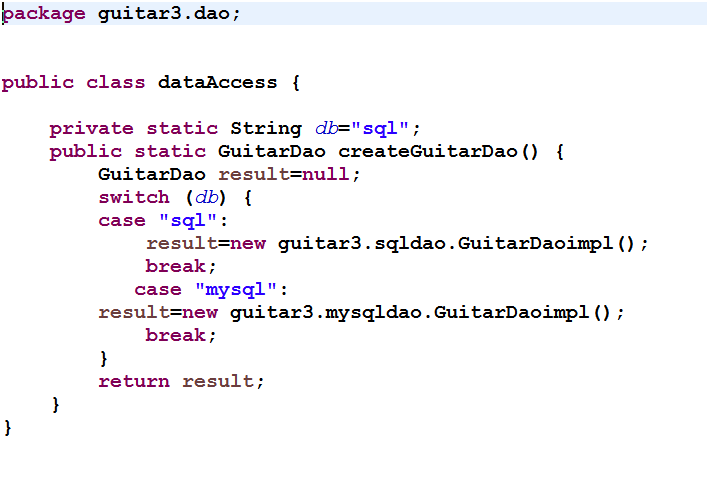 package guitar3.dao;
public class dataAccess {
private static String db="sql";
public static GuitarDao createGuitarDao() {
GuitarDao result=null;
switch (db) {
case "sql":
result=new guitar3.sqldao.GuitarDaoimpl();
break;
case "mysql":
result=new guitar3.mysqldao.GuitarDaoimpl();
break;
}
return result;
}
}